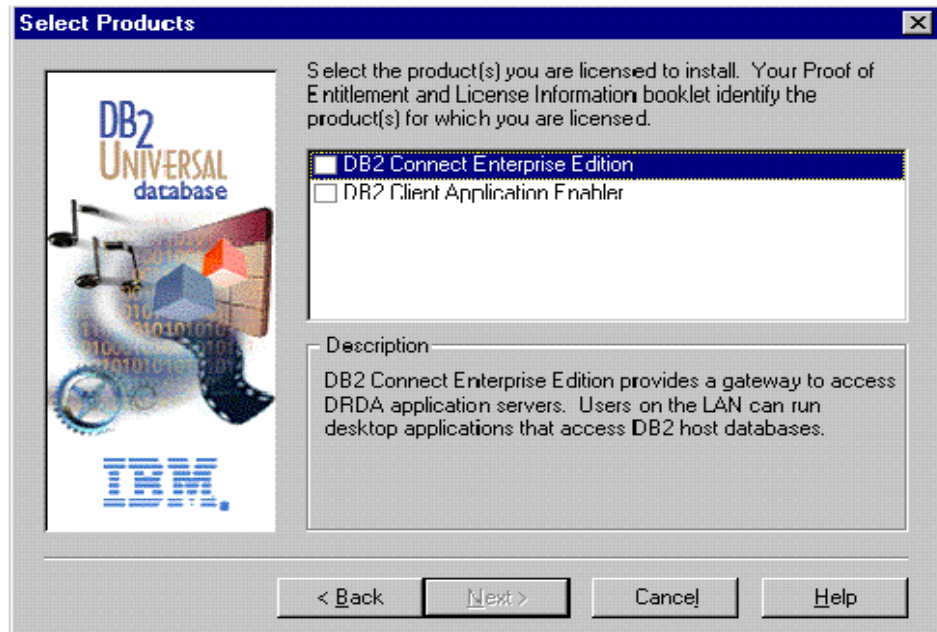 Select Products
Select the product(s) you are licensed to install. Your Proof of
Entitlement and License Information booklet identify the
product(s) for which you are licensed.
DB2
UNIVERSAL
database
IBM.
DB2 Connect Enterprise Edition
DB2 Client Application Enabler
Description
DB2 Connect Enterprise Edition provides a gateway to access
DRDA application servers. Users on the LAN can run
desktop applications that access DB2 host databases.
< Back
Next >
Cancel
Help